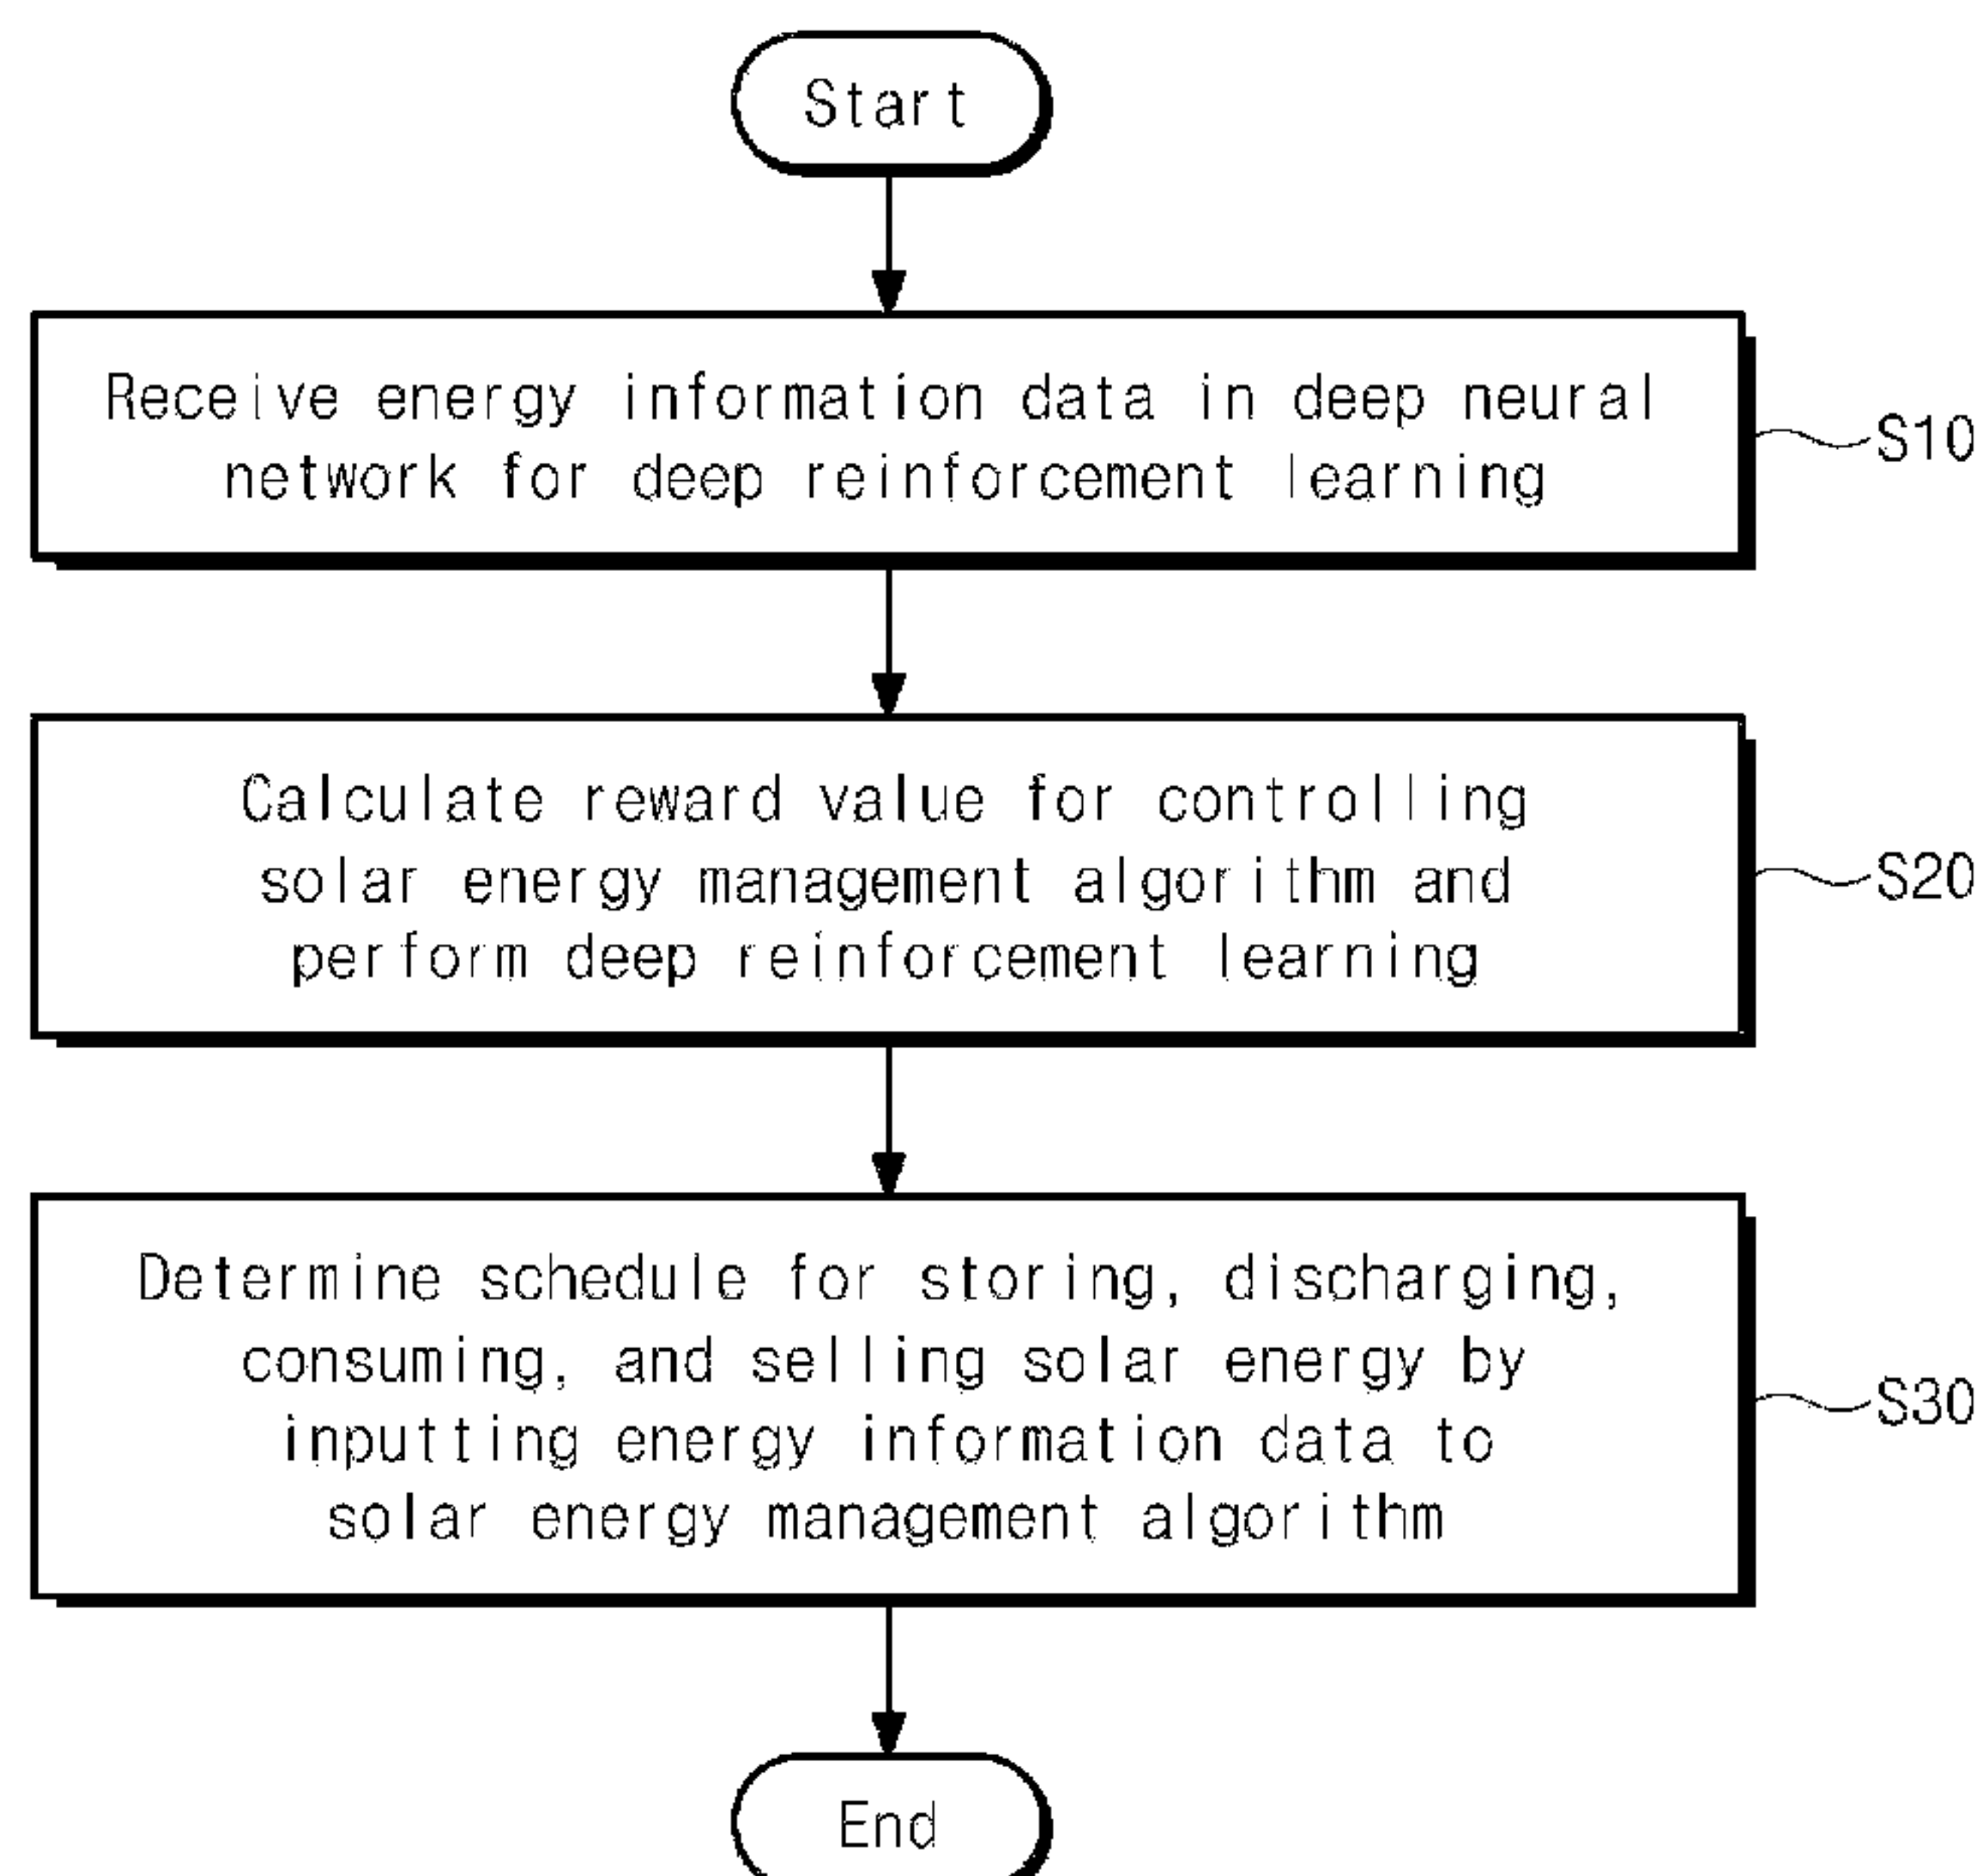 Start
Receive energy information data in deep neural
network for deep reinforcement learning
S10
Calculate reward value for controlling
solar energy management algorithm and
perform deep reinforcement learning
S20
Determine schedule for storing, discharging,
consuming, and selling solar energy by
inputting energy information data to
solar energy management algorithm
S30
End